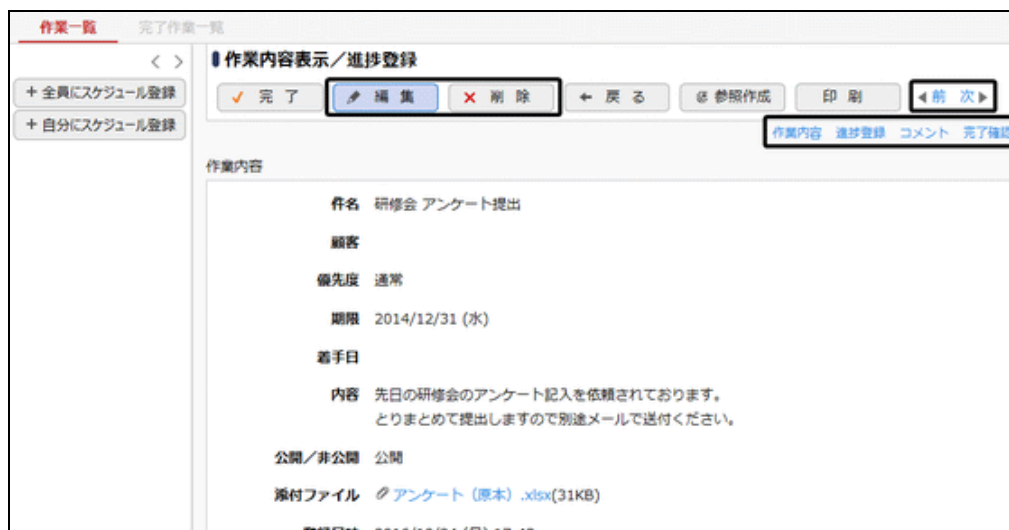 作業一覧 完了作業一覧
< >
+ 全員にスケジュール登録
+ 自分にスケジュール登録
作業内容表示/進捗登録
完了 編集 削除 戻る 参照作成 印刷 前 次
作業内容 進捗登録 コメント 完了確認
作業内容
件名 研修会 アンケート提出
顧客
優先度 通常
期限 2014/12/31 (水)
着手日
内容 先日の研修会のアンケート記入を依頼されております。
とりまとめて提出しますので別途メールで送付ください。
公開/非公開 公開
添付ファイル アンケート（原本）.xlsx(31KB)